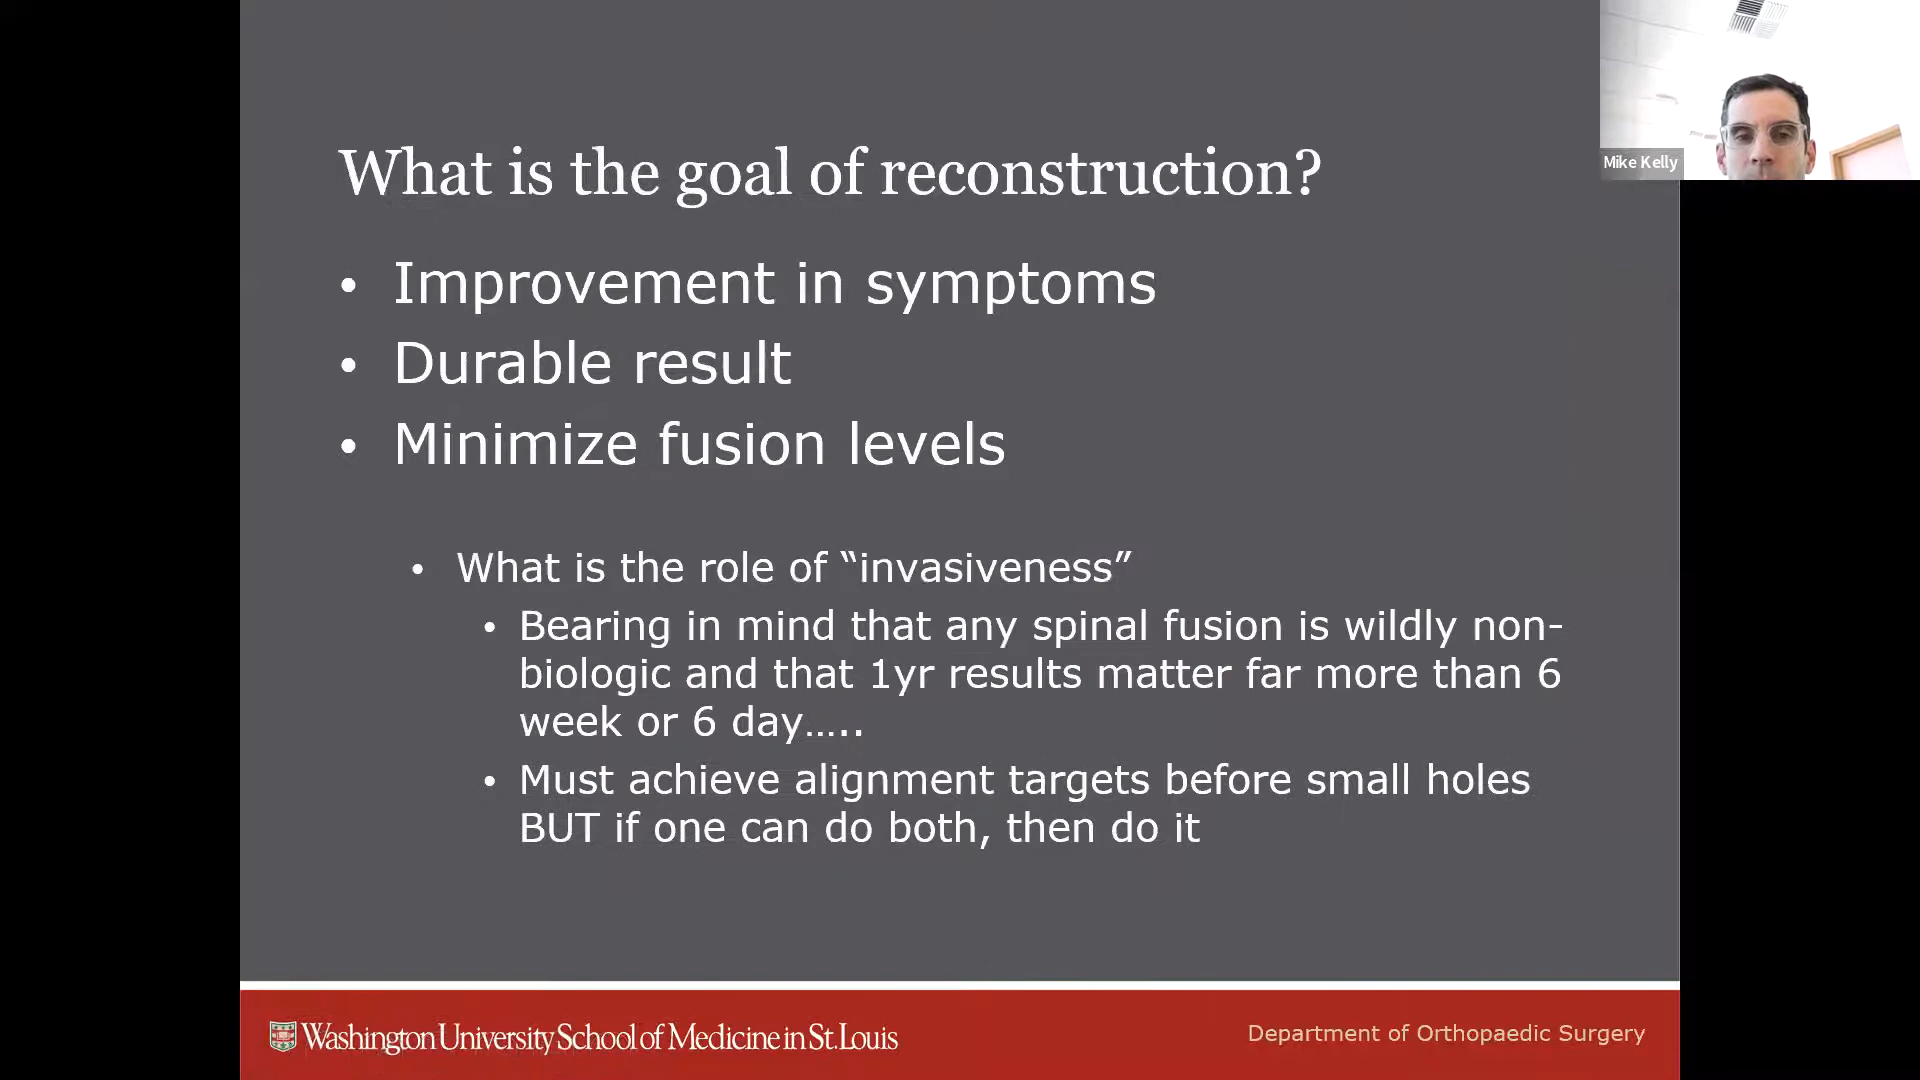 What is the goal of reconstruction?
• Improvement in symptoms
• Durable result
• Minimize fusion levels
• What is the role of “invasiveness”
• Bearing in mind that any spinal fusion is wildly non-
biologic and that 1yr results matter far more than 6
week or 6 day…..
• Must achieve alignment targets before small holes
BUT if one can do both, then do it
Mike Kelly
Washington University School of Medicine in St. Louis
Department of Orthopaedic Surgery